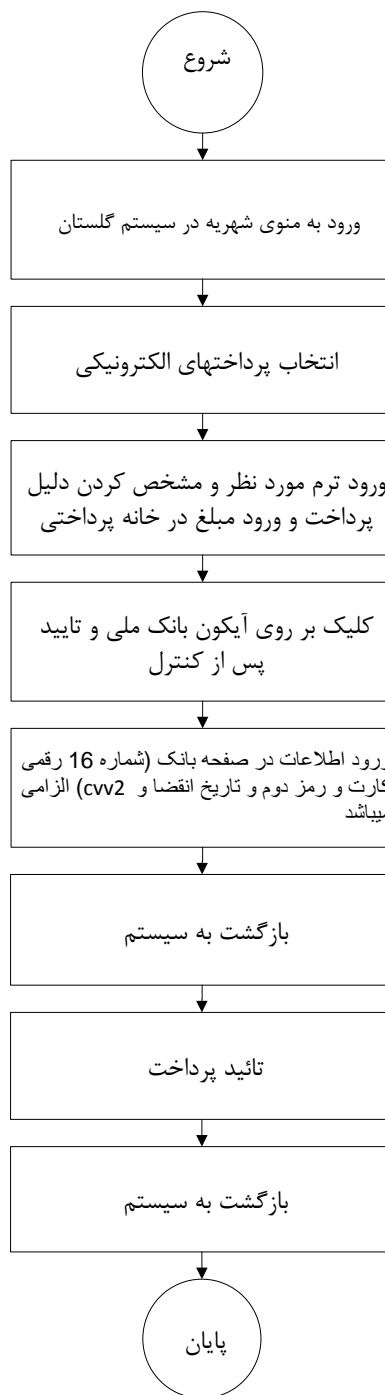 شروع
ورود به منوی شهریه در سیستم گلستان
انتخاب پرداختهای الکترونیکی
ورود ترم مورد نظر و مشخص کردن دلیل
پرداخت و ورود مبلغ در خانه پرداختی
کلیک بر روی آیکون بانک ملی و تایید
پس از کنترل
ورود اطلاعات در صفحه بانک (شماره 16 رقمی
کارت و رمز دوم و تاریخ انقضا و cvv2) الزامی
میباشد
بازگشت به سیستم
تائید پرداخت
بازگشت به سیستم
پایان